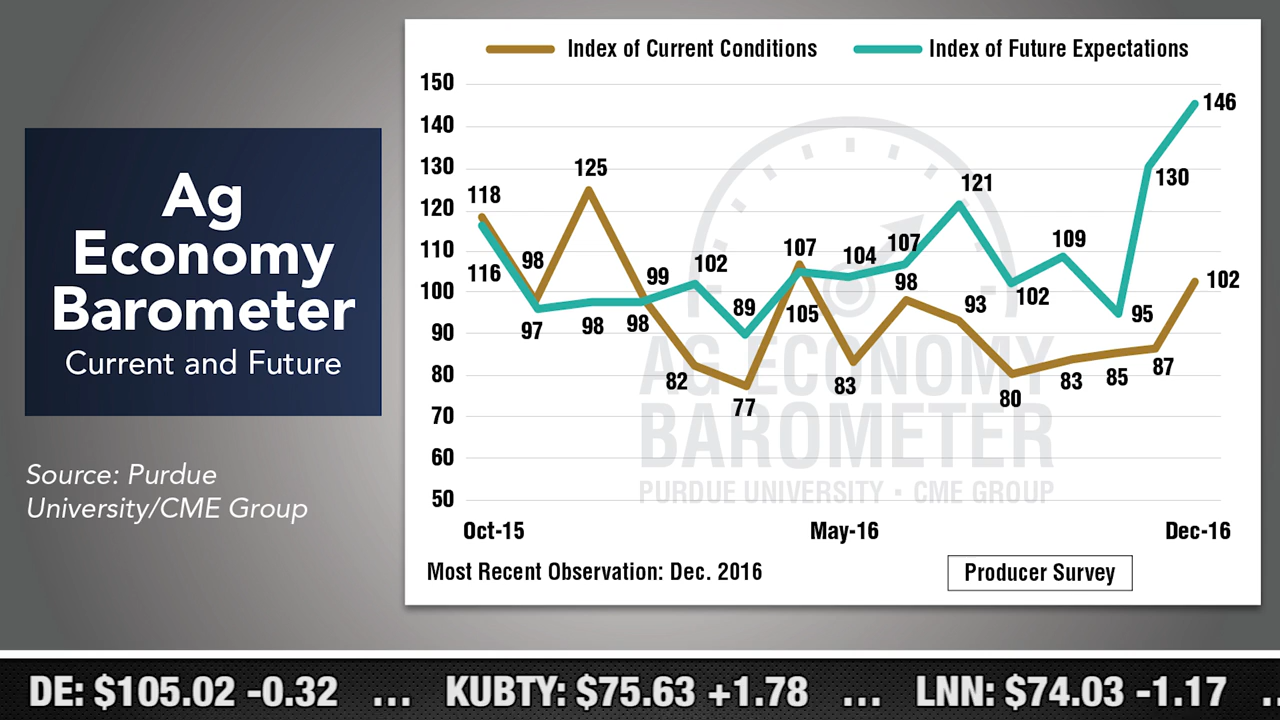 Ag
Economy
Barometer
Current and Future
Source: Purdue
University/CME Group
Index of Current Conditions
Index of Future Expectations
150
140
130
120
110
100
90
80
70
60
50
118
116
98
97
125
98
99
98
102
82
89
77
107
105
104
83
107
98
121
93
102
80
109
83
95
85
130
87
146
102
AG ECONOMY
BAROMETER
PURDUE UNIVERSITY • CME GROUP
Oct-15
May-16
Dec-16
Most Recent Observation: Dec. 2016
Producer Survey
DE: $105.02 -0.32 ... KUBTY: $75.63 +1.78 ... LNN: $74.03 -1.17 ..